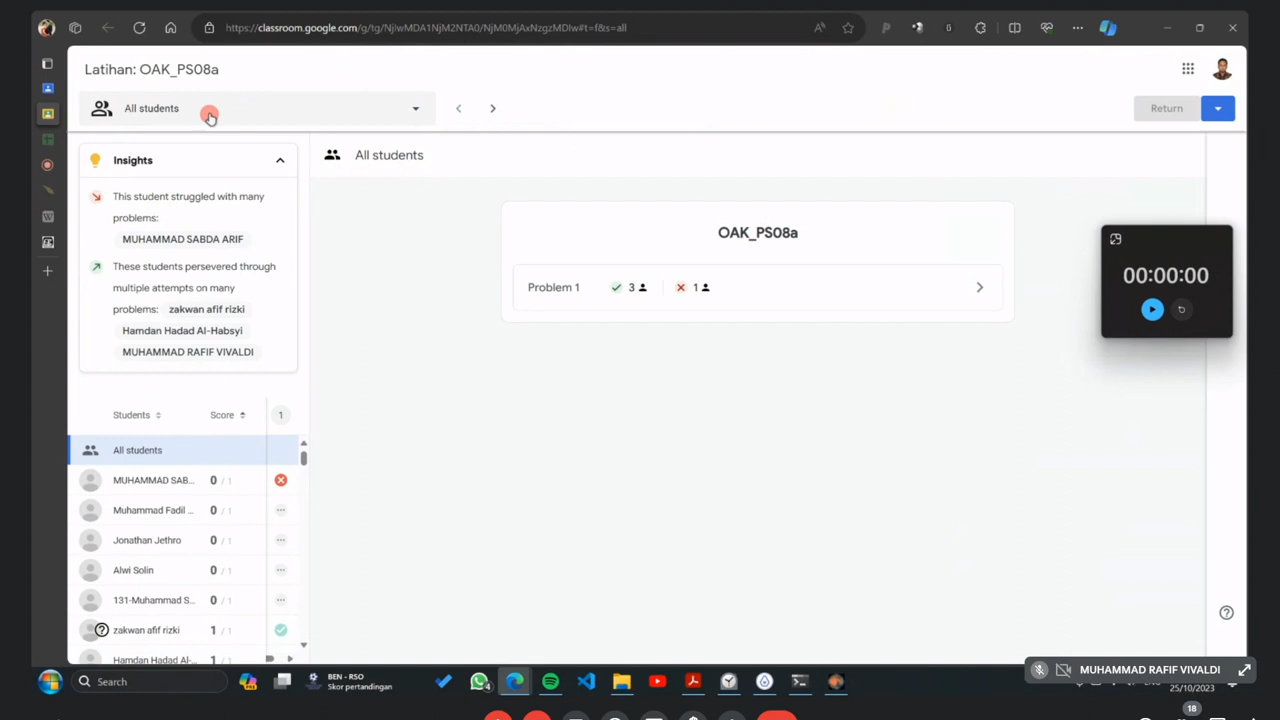 https://classroom.google.com/g/tg/NjIwMDA1NjM2NTA0/NjM0MjAxNzgzMDIw#t=f&s=all
Latihan: OAK_PS08a
All students
Return
Insights
This student struggled with many
problems:
MUHAMMAD SABDA ARIF
These students persevered through
multiple attempts on many
problems: zakwan afif rizki
Hamdan Hadad Al-Habsyi
MUHAMMAD RAFIF VIVALDI
All students
OAK_PS08a
Problem 1 3 1
00:00:00
Students Score 1
All students
MUHAMMAD SAB... 0 / 1
Muhammad Fadil ... 0 / 1
Jonathan Jethro 0 / 1
Alwi Solin 0 / 1
131-Muhammad S... 0 / 1
zakwan afif rizki 1 / 1
Hamdan Hadad Al-... 1 / 1
MUHAMMAD RAFIF VIVALDI
Search
BEN - RSO
Skor pertandingan
4
25/10/2023
18